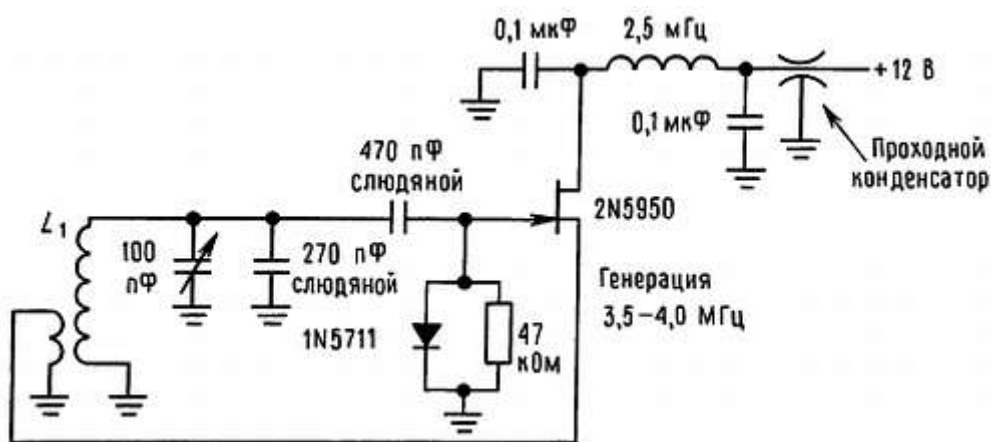 0,1 мкФ
2,5 мГц
+12 В
0,1 мкФ
Проходной
конденсатор
470 пФ
слюдяной
2N5950
L1
100
пФ
270 пФ
слюдяной
Генерация
3,5–4,0 МГц
1N5711
47
кОм